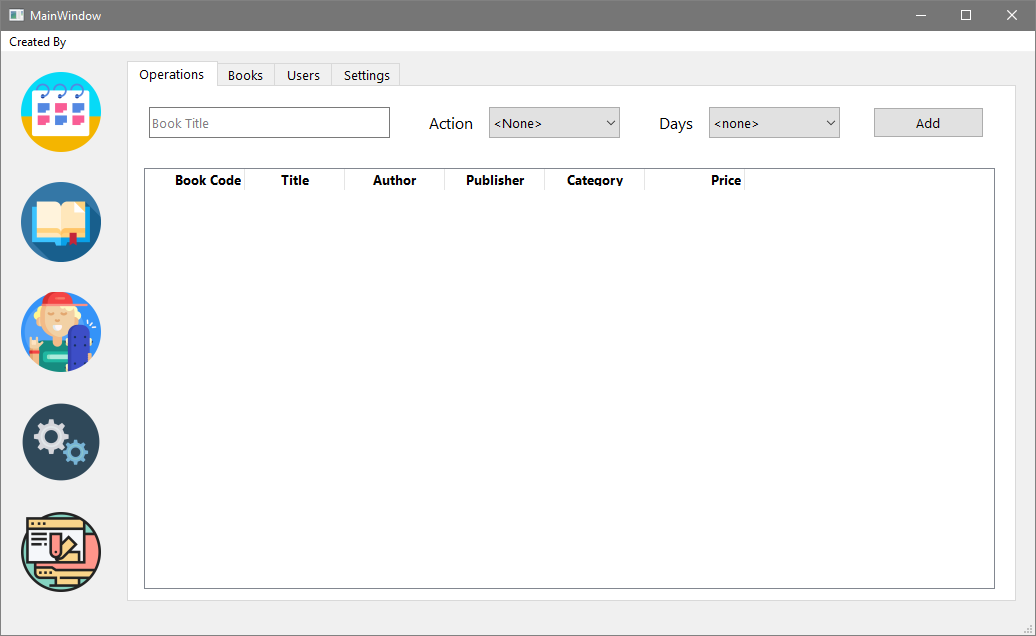 MainWindow
Created By
Operations Books Users Settings
Book Title Action <None> Days <none> Add
Book Code Title Author Publisher Category Price